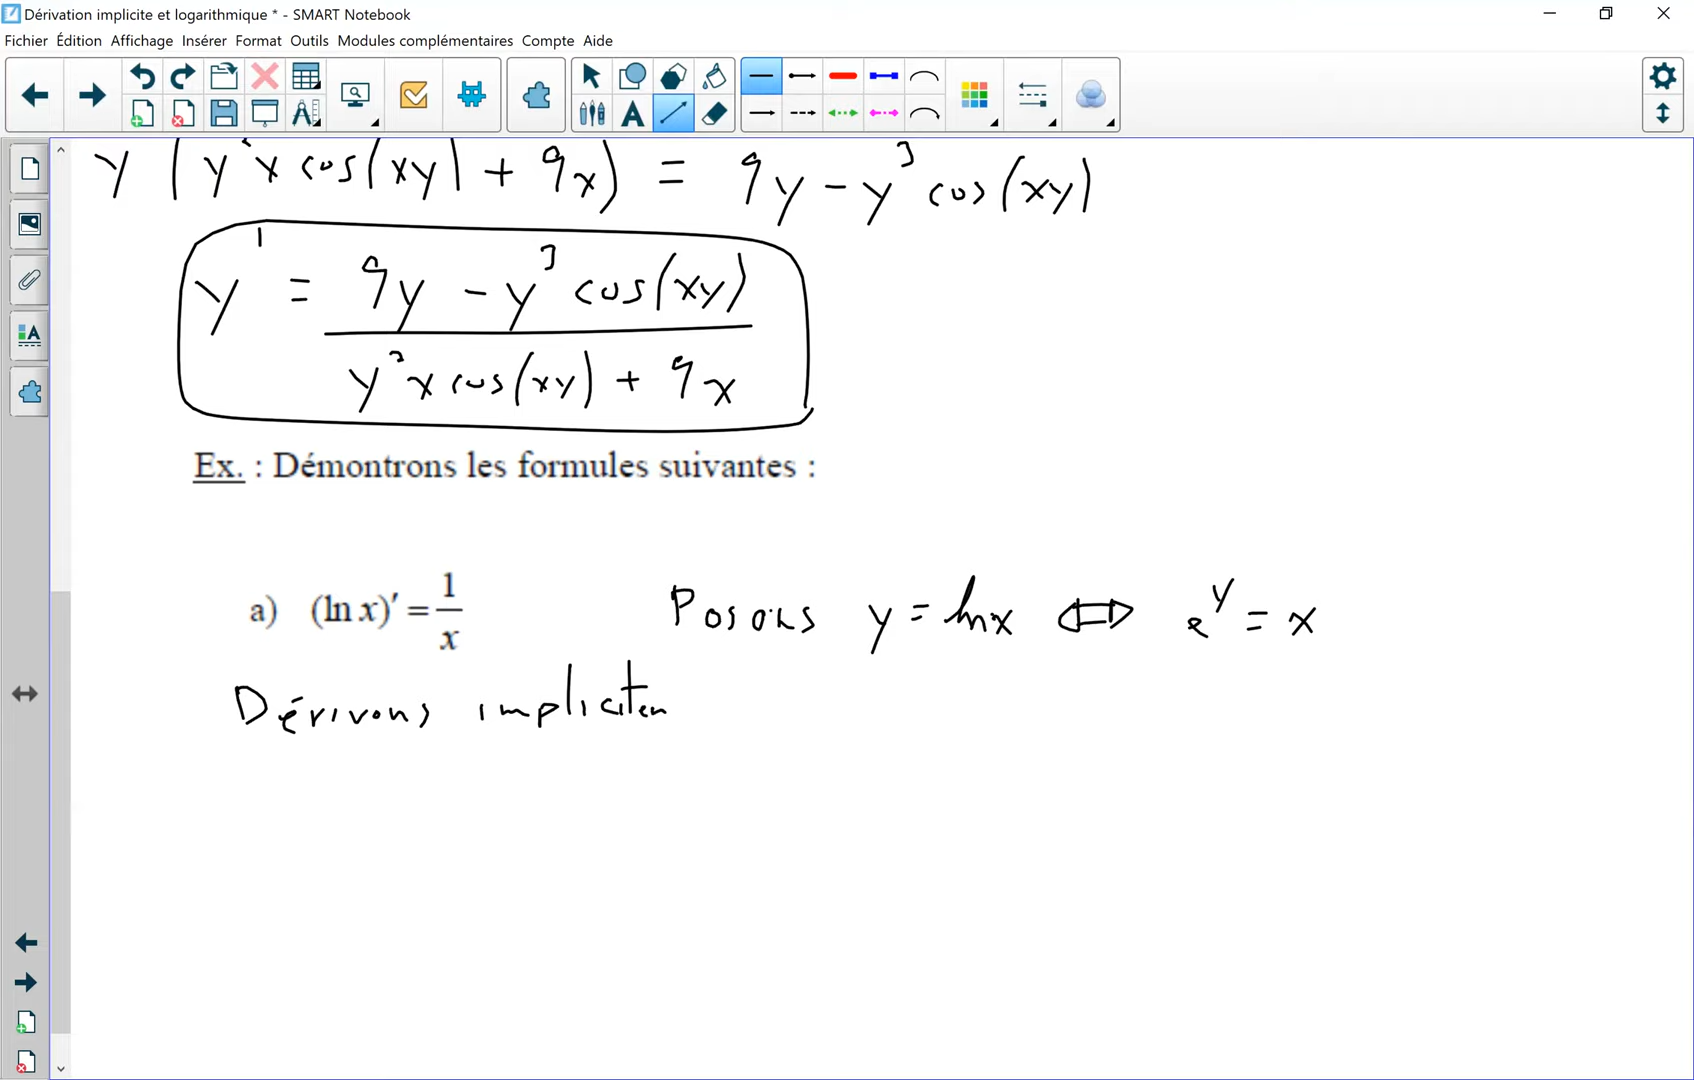 Dérivation implicite et logarithmique * - SMART Notebook
Fichier Édition Affichage Insérer Format Outils Modules complémentaires Compte Aide
y (y²x cos(xy) + 9x) = 9y - y³ cos(xy)
y' = 9y - y³ cos(xy)
y²x cos(xy) + 9x
Ex. : Démontrons les formules suivantes :
a) (ln x)' = 1/x Posons y = ln x ⇔ e^y = x
Dérivons implicitem